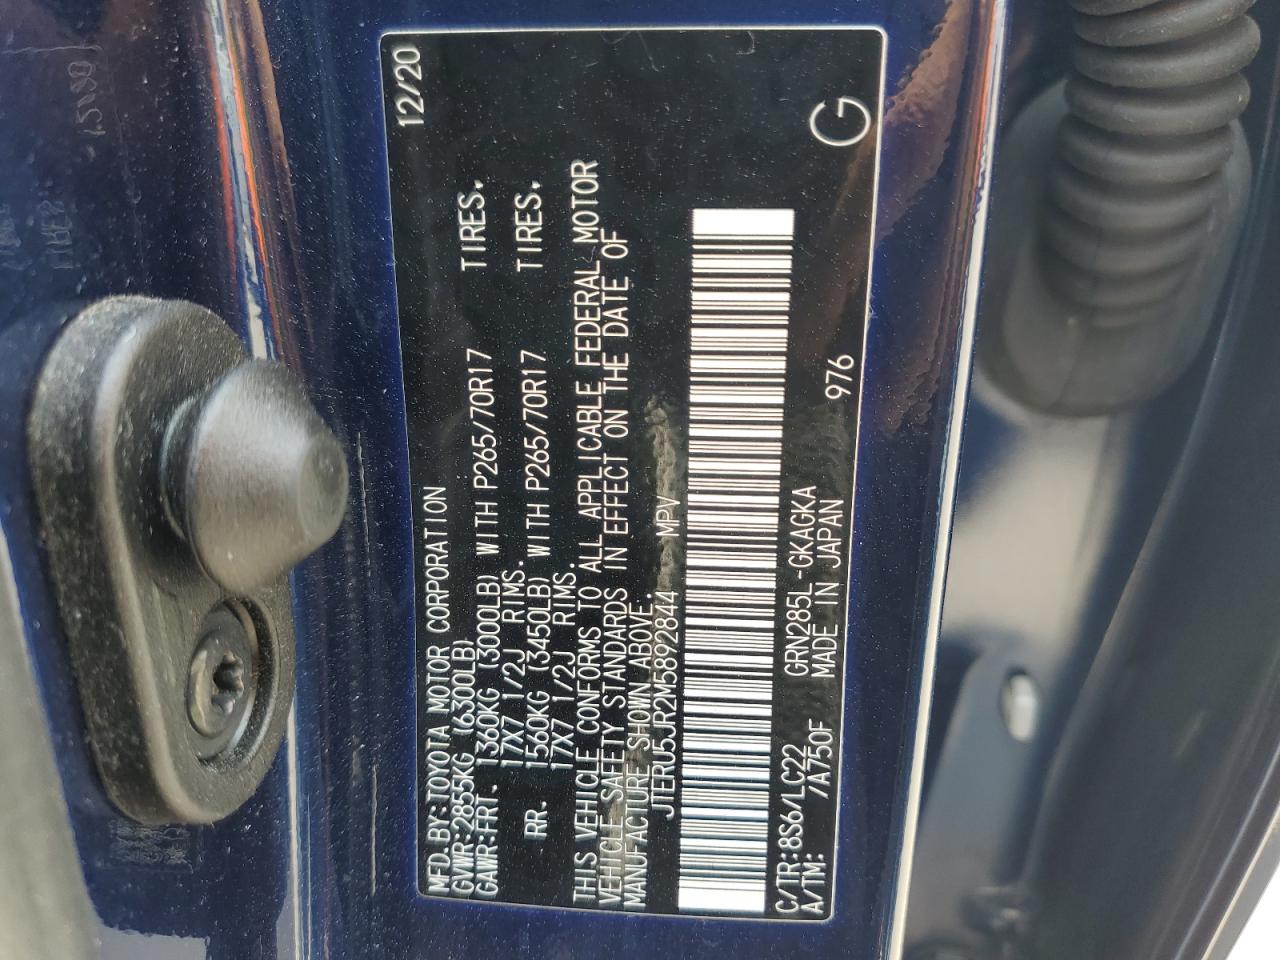 MFD.BY:TOYOTA MOTOR CORPORATION 12/20
GVWR:2855KG (6300LB)
GAWR:FRT. 1360KG (3000LB) WITH P265/70R17 TIRES.
17X7 1/2J RIMS.
RR. 1560KG (3450LB) WITH P265/70R17 TIRES.
17X7 1/2J RIMS.
THIS VEHICLE CONFORMS TO ALL APPLICABLE FEDERAL MOTOR
VEHICLE SAFETY STANDARDS IN EFFECT ON THE DATE OF
MANUFACTURE SHOWN ABOVE.
JTERU5JR2M5892844 MPV
C/TR:8S6/LC22 GRN285L-GKAGKA
A/TM: /A750F MADE IN JAPAN 976
G